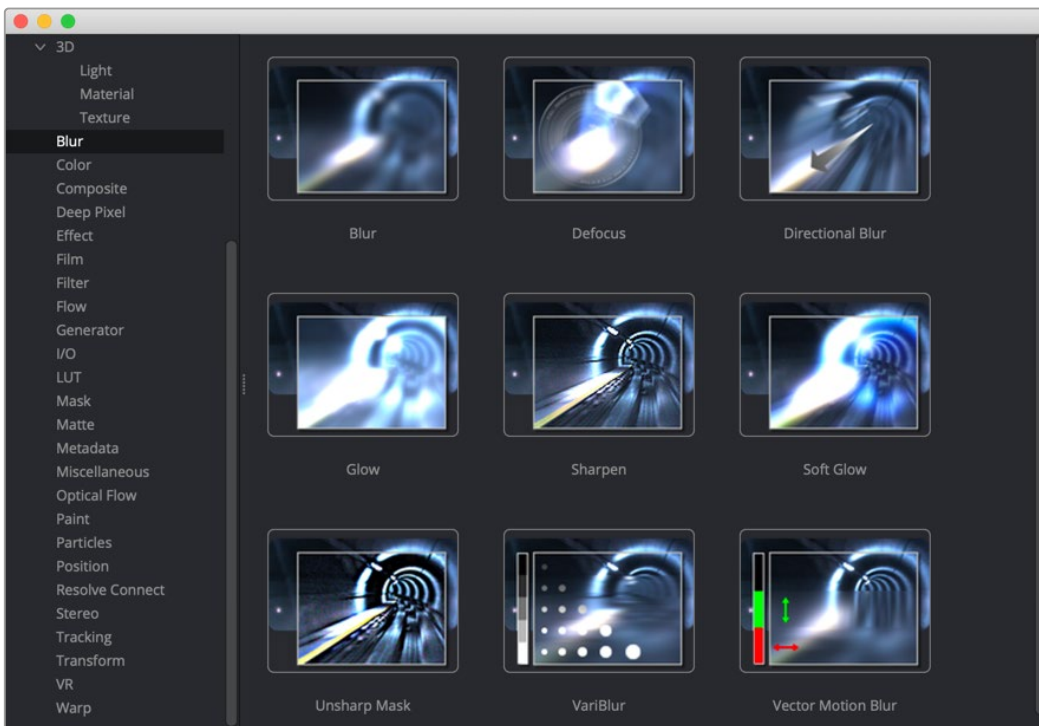 3D
Light
Material
Texture
Blur
Color
Composite
Deep Pixel
Effect
Film
Filter
Flow
Generator
I/O
LUT
Mask
Matte
Metadata
Miscellaneous
Optical Flow
Paint
Particles
Position
Resolve Connect
Stereo
Tracking
Transform
VR
Warp
Blur
Defocus
Directional Blur
Glow
Sharpen
Soft Glow
Unsharp Mask
VariBlur
Vector Motion Blur